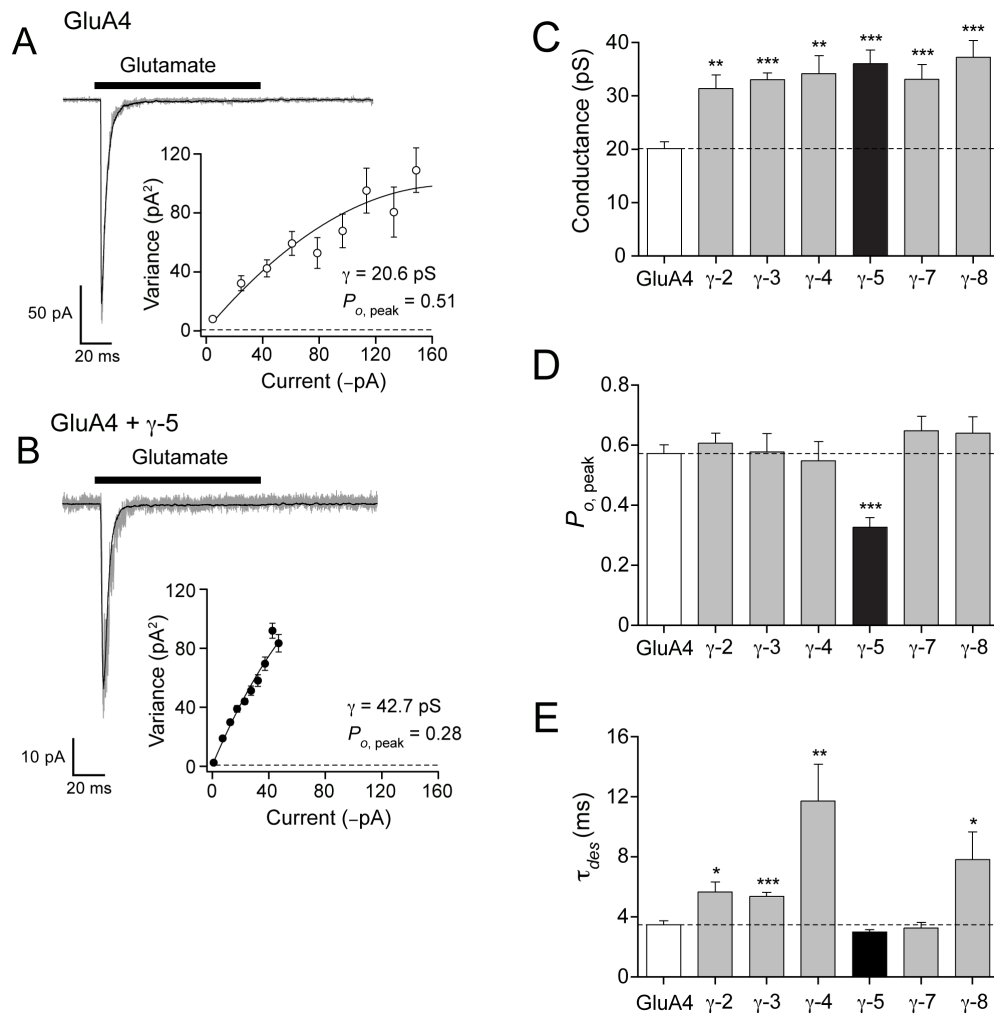 A
GluA4
Glutamate
50 pA
20 ms
Variance (pA²)
120
80
40
0
γ = 20.6 pS
P o, peak = 0.51
0 40 80 120 160
Current (−pA)
B
GluA4 + γ-5
Glutamate
10 pA
20 ms
Variance (pA²)
120
80
40
0
γ = 42.7 pS
P o, peak = 0.28
0 40 80 120 160
Current (−pA)
C
Conductance (pS)
40
30
20
10
0
** *** ** *** *** ***
GluA4 γ-2 γ-3 γ-4 γ-5 γ-7 γ-8
D
P o, peak
0.8
0.6
0.4
0.2
0
***
GluA4 γ-2 γ-3 γ-4 γ-5 γ-7 γ-8
E
τdes (ms)
16
12
8
4
0
* *** ** *
GluA4 γ-2 γ-3 γ-4 γ-5 γ-7 γ-8